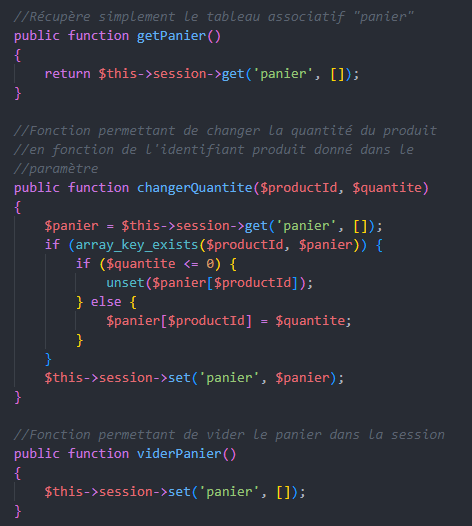 //Récupère simplement le tableau associatif "panier"
public function getPanier()
{
    return $this->session->get('panier', []);
}

//Fonction permettant de changer la quantité du produit
//en fonction de l'identifiant produit donné dans le
//paramètre
public function changerQuantite($productId, $quantite)
{
    $panier = $this->session->get('panier', []);
    if (array_key_exists($productId, $panier)) {
        if ($quantite <= 0) {
            unset($panier[$productId]);
        } else {
            $panier[$productId] = $quantite;
        }
    }
    $this->session->set('panier', $panier);
}

//Fonction permettant de vider le panier dans la session
public function viderPanier()
{
    $this->session->set('panier', []);
}